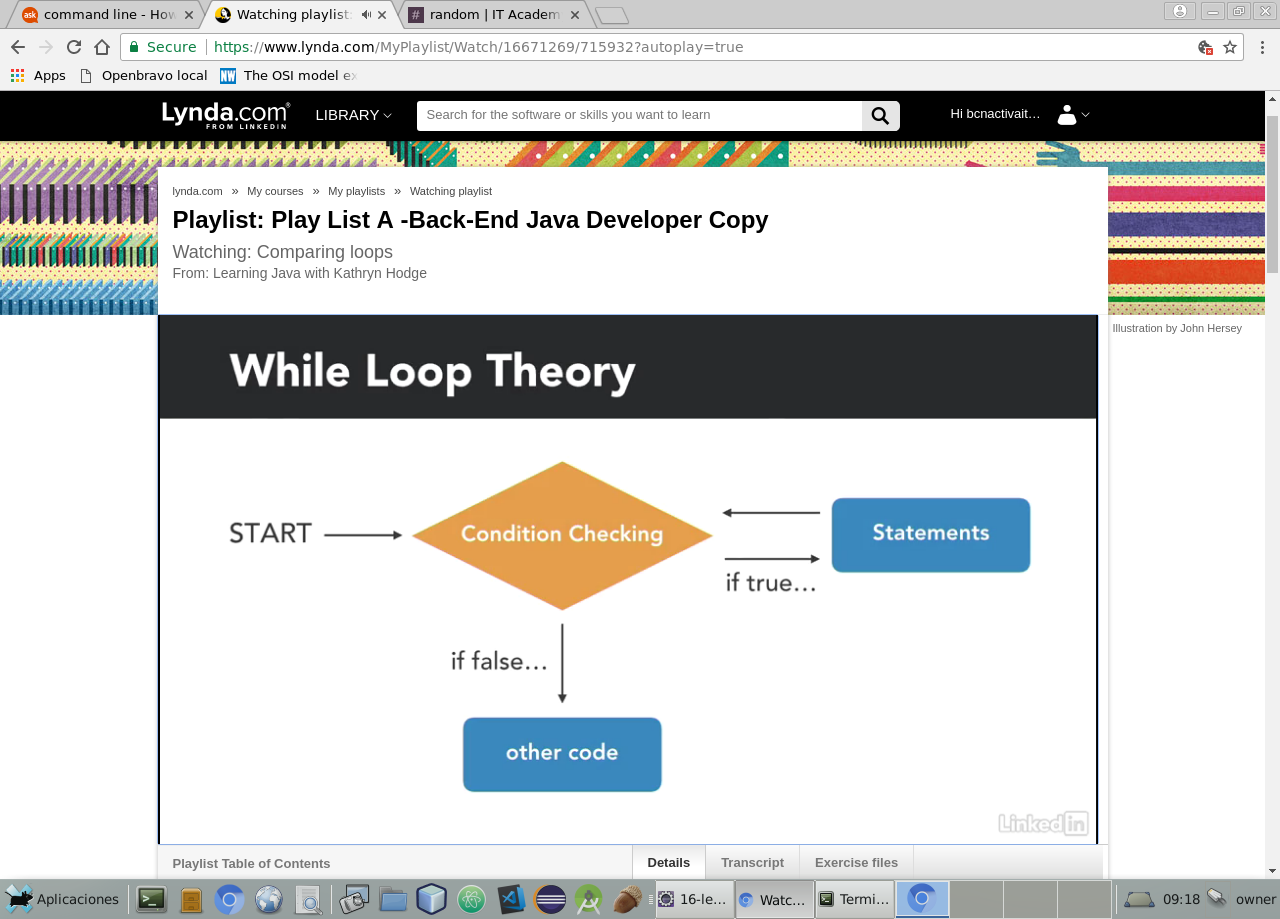 command line - How
Watching playlist:
random | IT Academ
Secure
https://www.lynda.com/MyPlaylist/Watch/16671269/715932?autoplay=true
Apps
Openbravo local
NW
The OSI model ex
Lynda.com
FROM LINKEDIN
LIBRARY
Search for the software or skills you want to learn
Hi bcnactivait...
lynda.com » My courses » My playlists » Watching playlist
Playlist: Play List A -Back-End Java Developer Copy
Watching: Comparing loops
From: Learning Java with Kathryn Hodge
Illustration by John Hersey
While Loop Theory
START
Condition Checking
Statements
if true...
if false...
other code
Linked in
Playlist Table of Contents
Details
Transcript
Exercise files
Aplicaciones
16-le...
Watc...
Termi...
09:18
owner